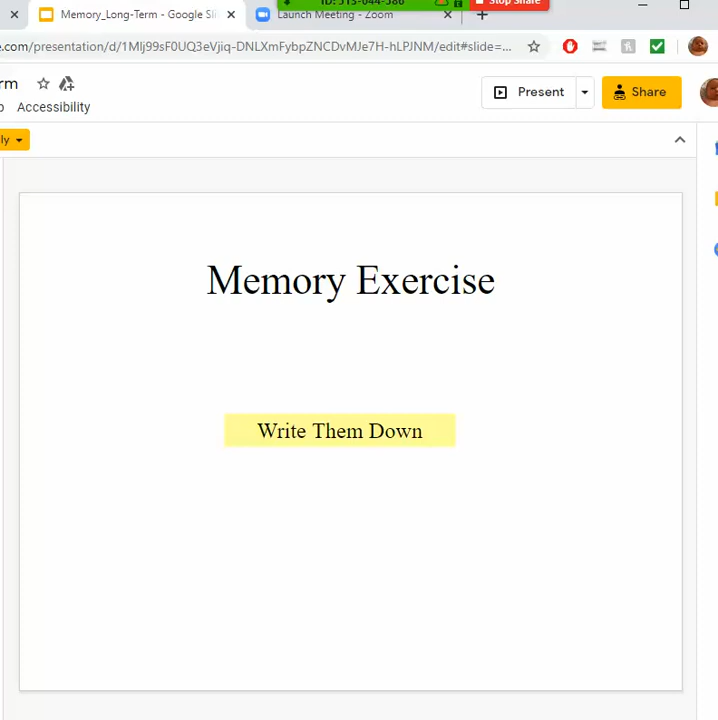 Memory_Long-Term - Google Sli
Launch Meeting - Zoom
Stop Share
e.com/presentation/d/1Mlj99sF0UQ3eVjiq-DNLXmFybpZNCDvMJe7H-hLPJNM/edit#slide=...
rm
Present
Share
p Accessibility
ly
Memory Exercise
Write Them Down